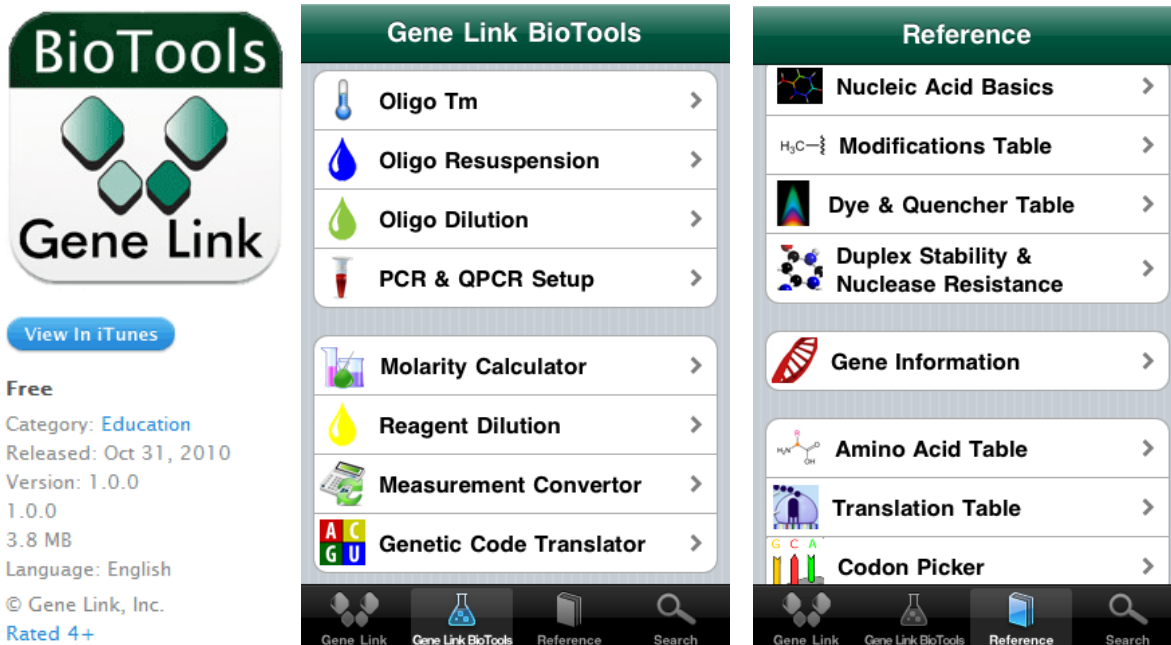 BioTools
Gene Link
View In iTunes
Free
Category: Education
Released: Oct 31, 2010
Version: 1.0.0
1.0.0
3.8 MB
Language: English
© Gene Link, Inc.
Rated 4+
Gene Link BioTools
Oligo Tm
Oligo Resuspension
Oligo Dilution
PCR & QPCR Setup
Molarity Calculator
Reagent Dilution
Measurement Convertor
A C
G U
Genetic Code Translator
Gene Link
Gene Link BioTools
Reference
Search
Reference
Nucleic Acid Basics
H₃C
Modifications Table
Dye & Quencher Table
Duplex Stability &
Nuclease Resistance
Gene Information
R
H₂N
O
OH
Amino Acid Table
Translation Table
G C A
Codon Picker
Gene Link
Gene Link BioTools
Reference
Search